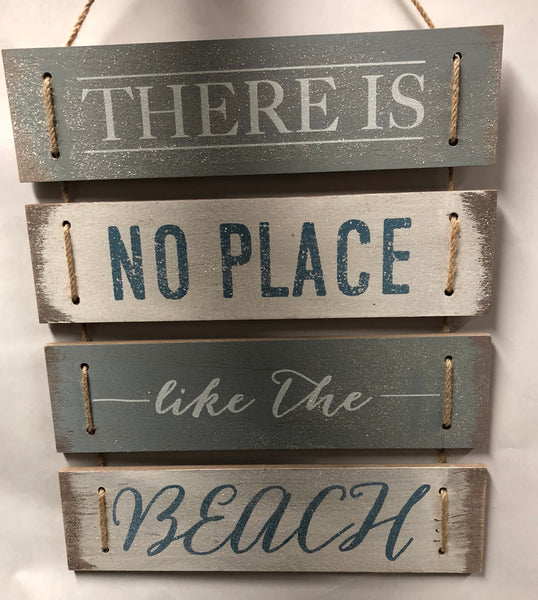 THERE IS
NO PLACE
like the
BEACH